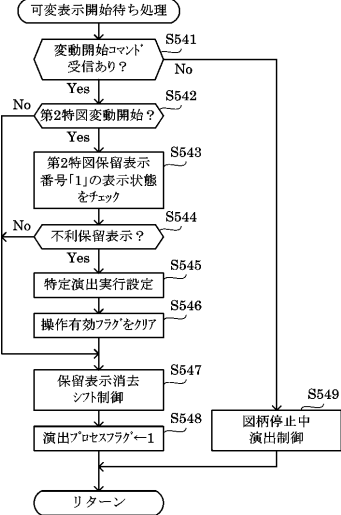 可変表示開始待ち処理
S541
変動開始コマンド
受信あり?
No
Yes
S542
No
第2特図変動開始?
Yes
S543
第2特図保留表示
番号「1」の表示状態
をチェック
S544
No
不利保留表示?
Yes
S545
特定演出実行設定
S546
操作有効フラグをクリア
S547
保留表示消去
シフト制御
S549
図柄停止中
演出制御
S548
演出プロセスフラグ←1
リターン